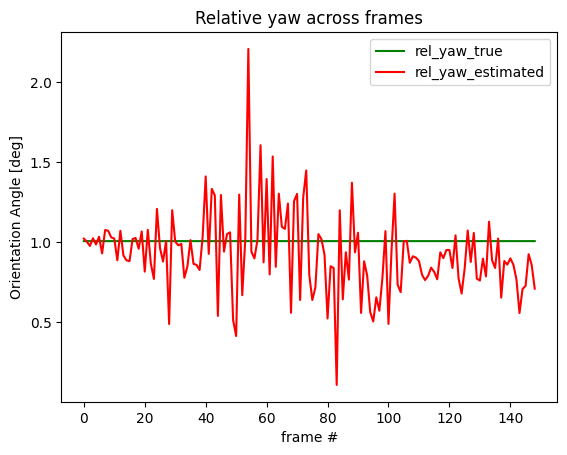 Relative yaw across frames
rel_yaw_true
rel_yaw_estimated
Orientation Angle [deg]
2.0
1.5
1.0
0.5
0 20 40 60 80 100 120 140
frame #